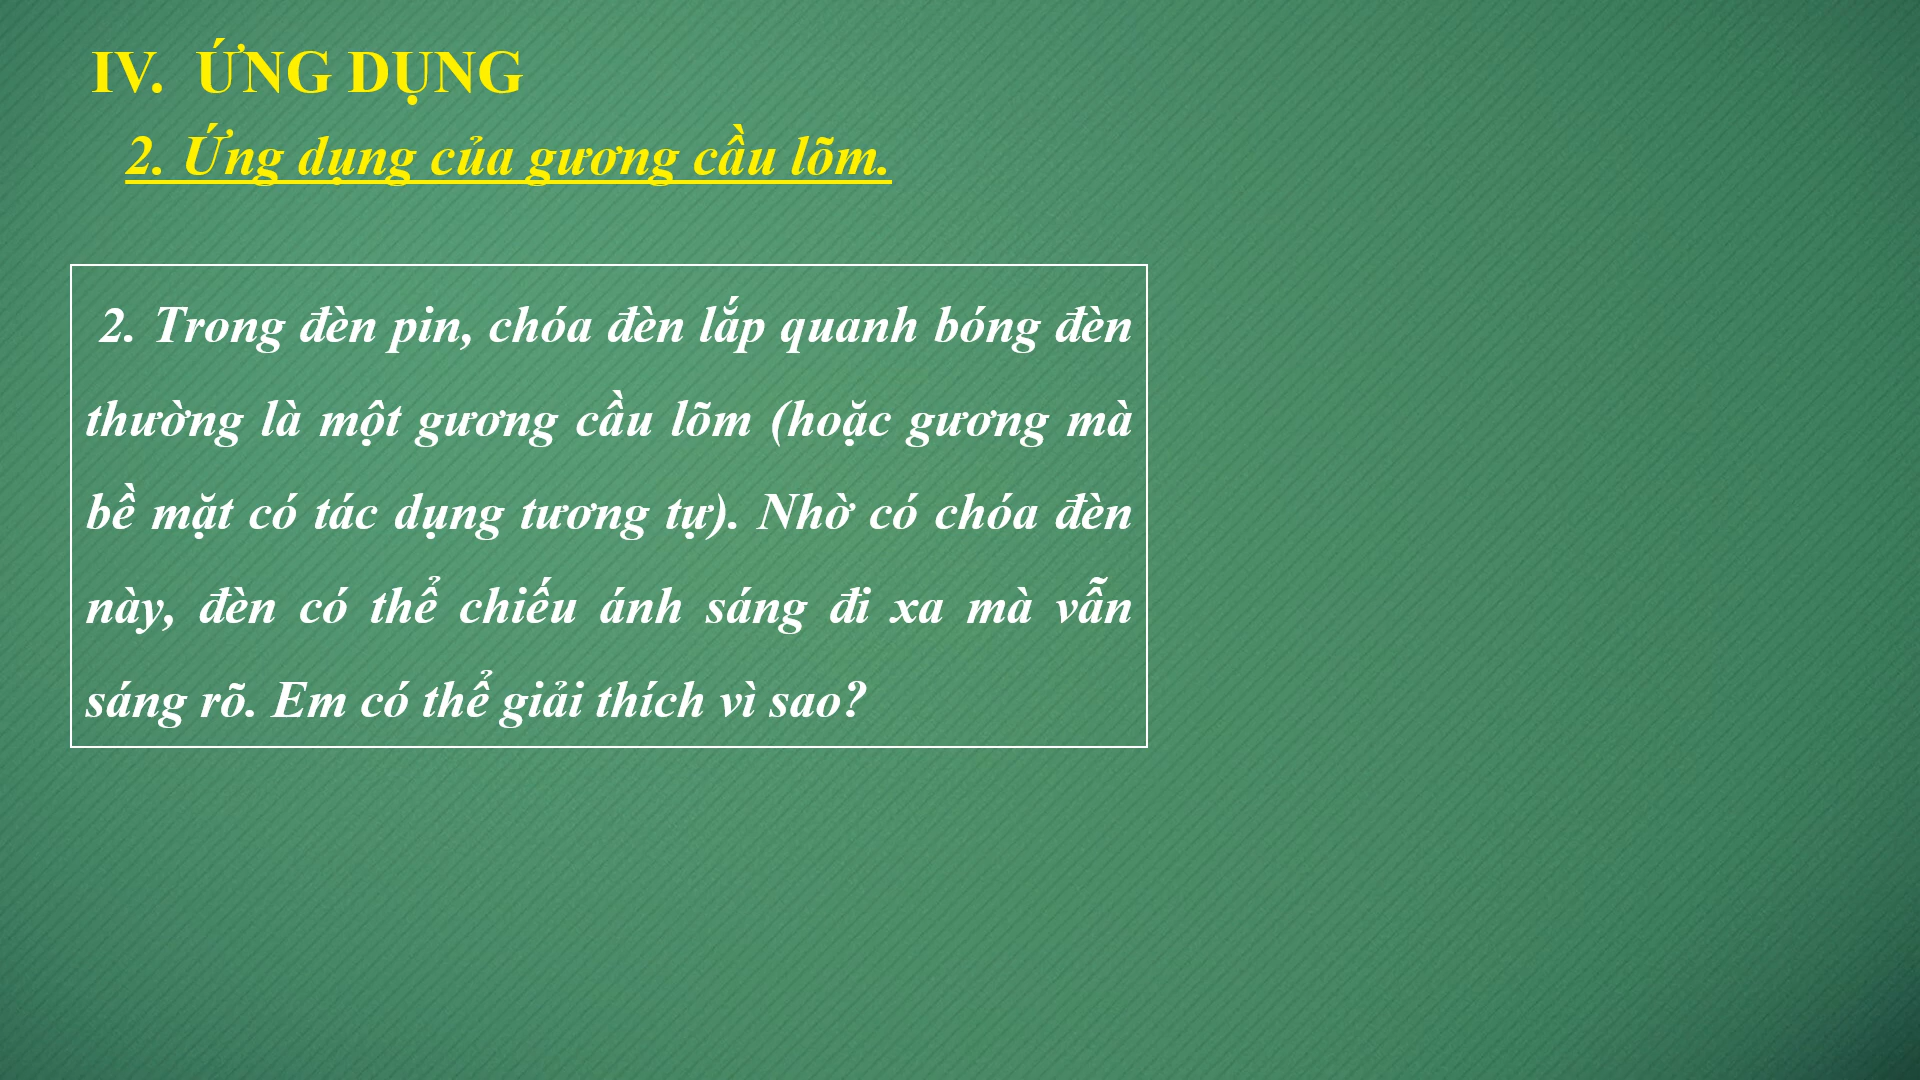 IV. ỨNG DỤNG
2. Ứng dụng của gương cầu lõm.
2. Trong đèn pin, chóa đèn lắp quanh bóng đèn
thường là một gương cầu lõm (hoặc gương mà
bề mặt có tác dụng tương tự). Nhờ có chóa đèn
này, đèn có thể chiếu ánh sáng đi xa mà vẫn
sáng rõ. Em có thể giải thích vì sao?